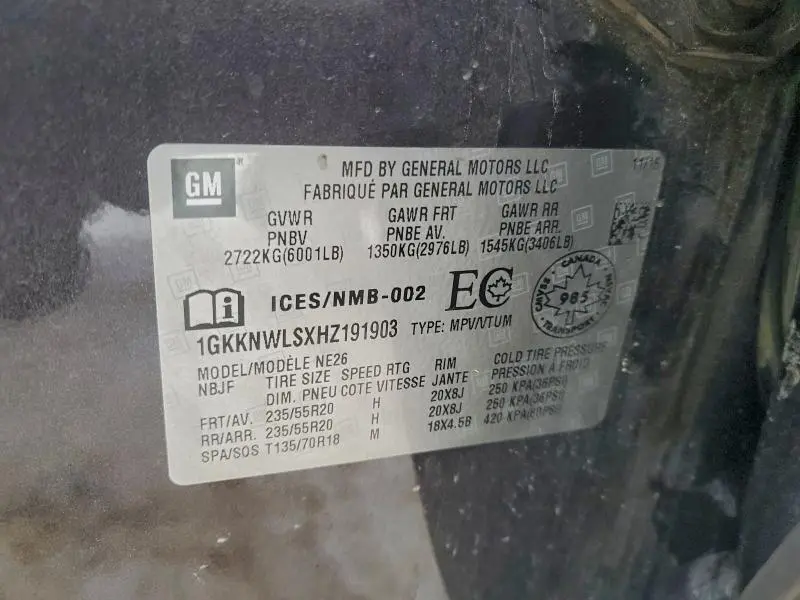 GM
MFD BY GENERAL MOTORS LLC
FABRIQUÉ PAR GENERAL MOTORS LLC
GVWR GAWR FRT GAWR RR
PNBV PNBE AV. PNBE ARR.
2722KG(6001LB) 1350KG(2976LB) 1545KG(3406LB)
i ICES/NMB-002 EC
CANADA
985
TRANSPORT
1GKKNWLSXHZ191903 TYPE: MPV/VTUM
MODEL/MODÈLE NE26
NBJF TIRE SIZE SPEED RTG RIM COLD TIRE PRESSURE
DIM. PNEU COTE VITESSE JANTE PRESSION A FROID
FRT/AV. 235/55R20 H 20X8J 250 KPA(36PSI)
RR/ARR. 235/55R20 H 20X8J 250 KPA(36PSI)
SPA/SOS T135/70R18 M 18X4.5B 420 KPA(60PSI)